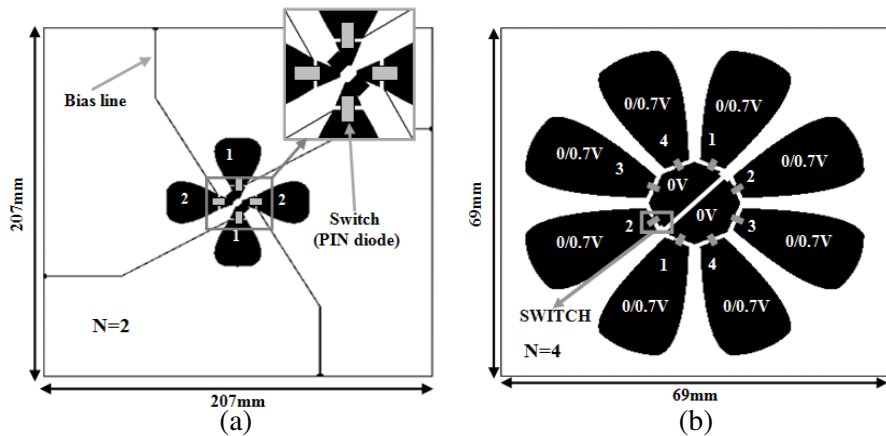 207mm
Bias line
1
2
2
1
Switch
(PIN diode)
N=2
207mm
(a)
69mm
0/0.7V
0/0.7V
4
1
0/0.7V
0/0.7V
3
2
0V
0V
2
3
0/0.7V
0/0.7V
1
4
0/0.7V
0/0.7V
SWITCH
N=4
69mm
(b)